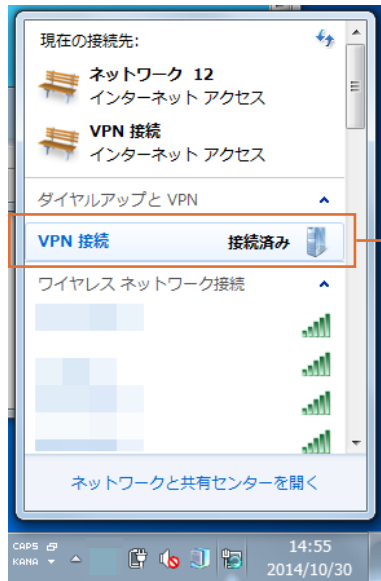 現在の接続先:
ネットワーク 12
インターネット アクセス
VPN 接続
インターネット アクセス
ダイヤルアップと VPN
VPN 接続 接続済み
ワイヤレス ネットワーク接続
ネットワークと共有センターを開く
CAPS
KANA
14:55
2014/10/30